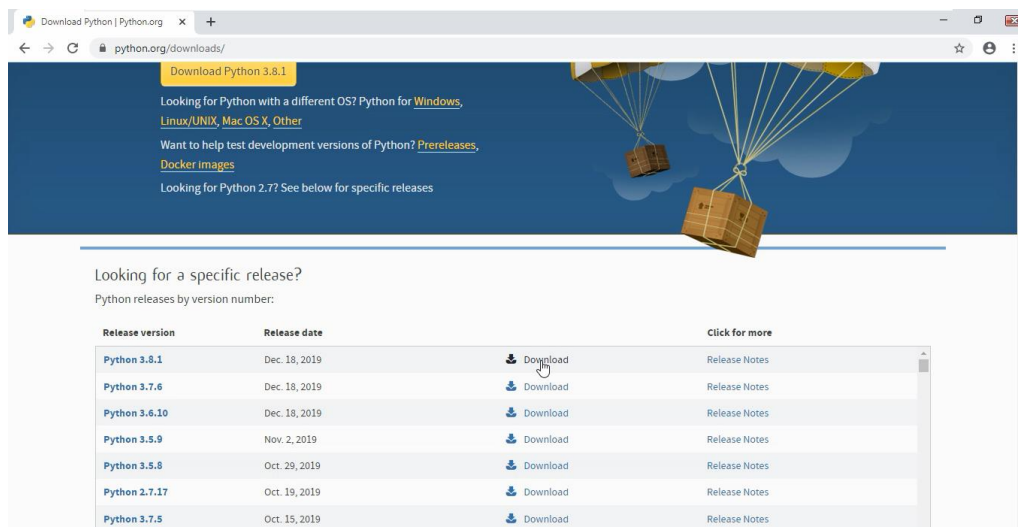 Download Python | Python.org
python.org/downloads/
Download Python 3.8.1
Looking for Python with a different OS? Python for Windows,
Linux/UNIX, Mac OS X, Other
Want to help test development versions of Python? Prereleases,
Docker images
Looking for Python 2.7? See below for specific releases
Looking for a specific release?
Python releases by version number:
Release version Release date Click for more
Python 3.8.1 Dec. 18, 2019 Download Release Notes
Python 3.7.6 Dec. 18, 2019 Download Release Notes
Python 3.6.10 Dec. 18, 2019 Download Release Notes
Python 3.5.9 Nov. 2, 2019 Download Release Notes
Python 3.5.8 Oct. 29, 2019 Download Release Notes
Python 2.7.17 Oct. 19, 2019 Download Release Notes
Python 3.7.5 Oct. 15, 2019 Download Release Notes